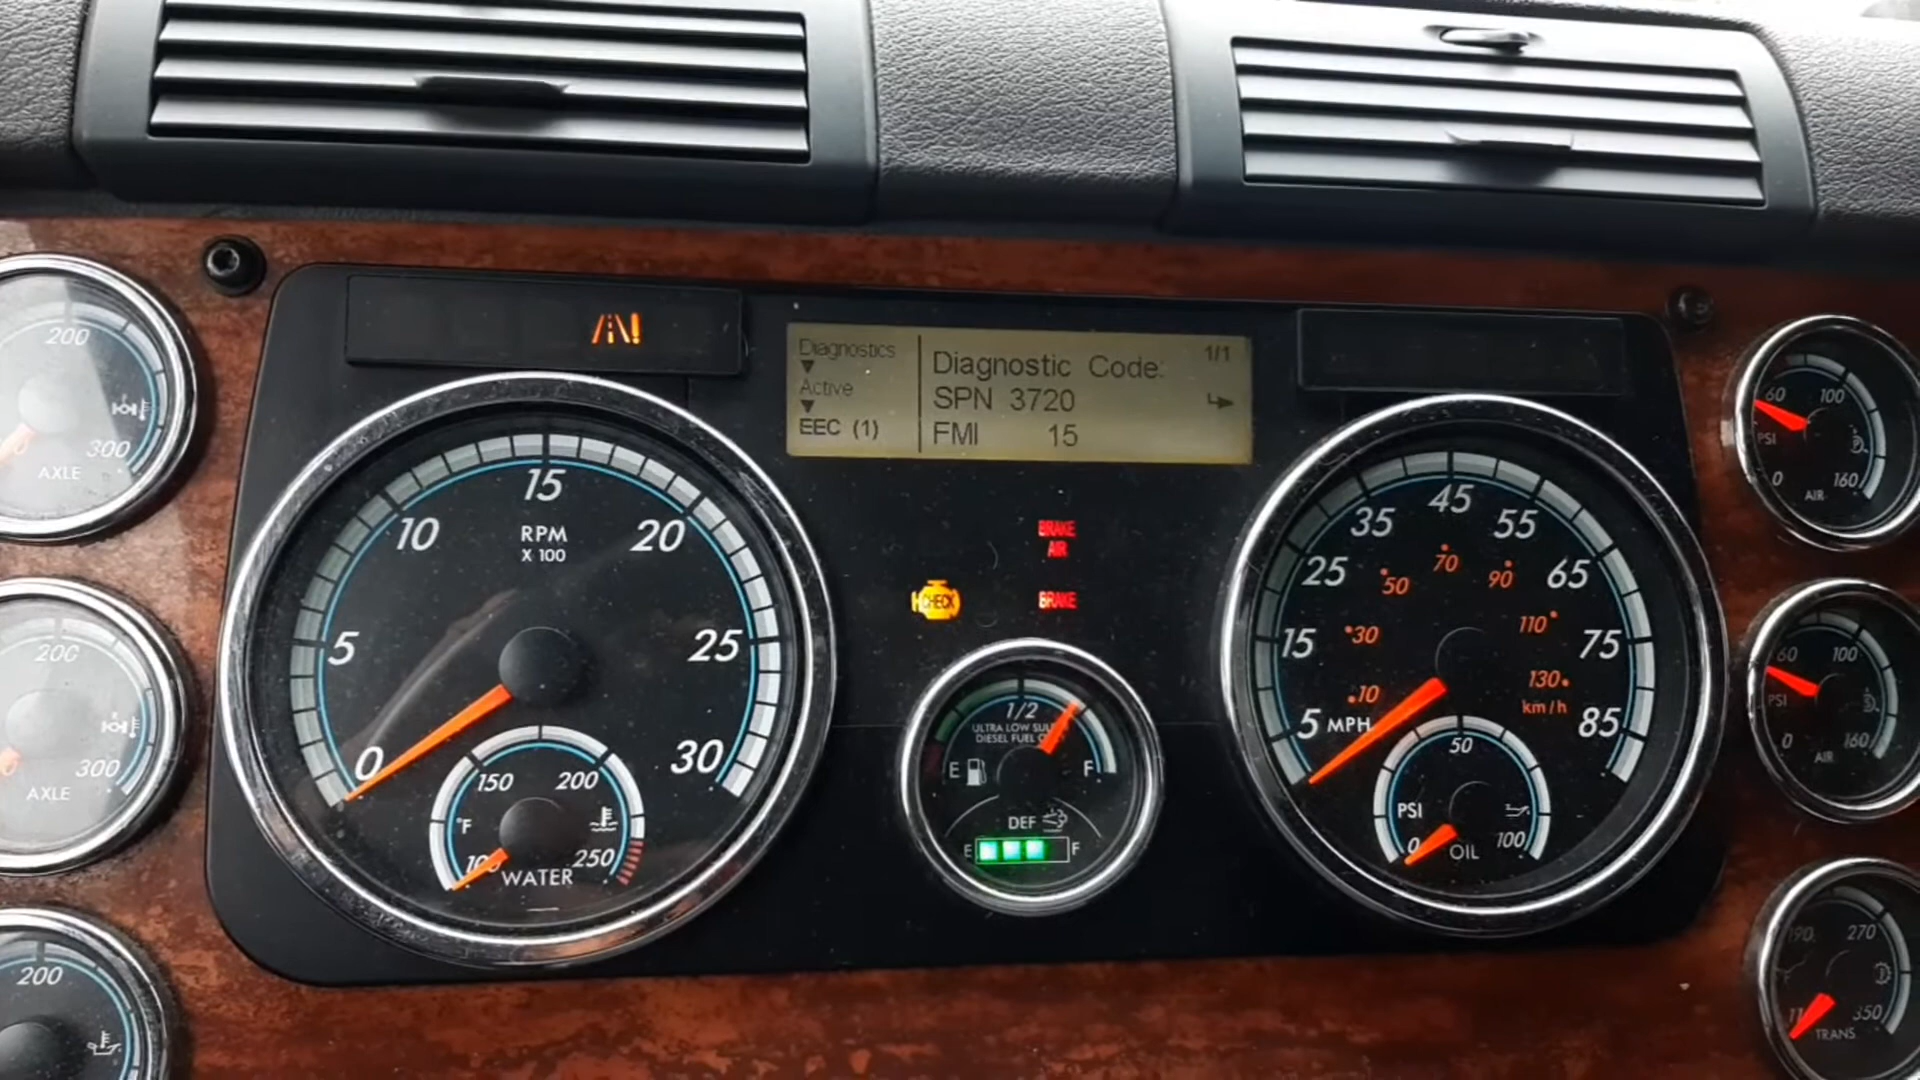 200
300
AXLE
200
300
AXLE
200
Diagnostics
Active
EEC (1)
Diagnostic Code:
1/1
SPN 3720
FMI 15
0
5
10
15
20
25
30
RPM
X 100
°F
150
200
250
WATER
BRAKE
AIR
CHECK
BRAKE
1/2
DIESEL FUEL
E
F
DEF
E
F
5
15
25
35
45
55
65
75
85
MPH
10
30
50
70
90
110
130
km/h
PSI
0
50
100
OIL
60
100
PSI
0
160
AIR
60
100
PSI
0
160
AIR
190
270
350
TRANS